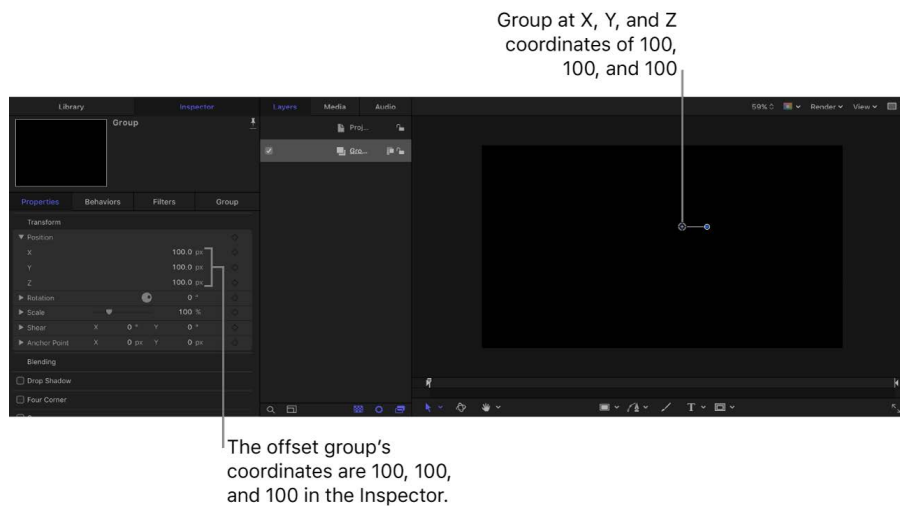 Group at X, Y, and Z
coordinates of 100,
100, and 100
Library Inspector Layers Media Audio 59% Render View
Group Proj...
Gro...
Properties Behaviors Filters Group
Transform
Position
X 100.0 px
Y 100.0 px
Z 100.0 px
Rotation 0 °
Scale 100 %
Shear X 0 ° Y 0 °
Anchor Point X 0 px Y 0 px
Blending
Drop Shadow
Four Corner
T
The offset group’s
coordinates are 100, 100,
and 100 in the Inspector.